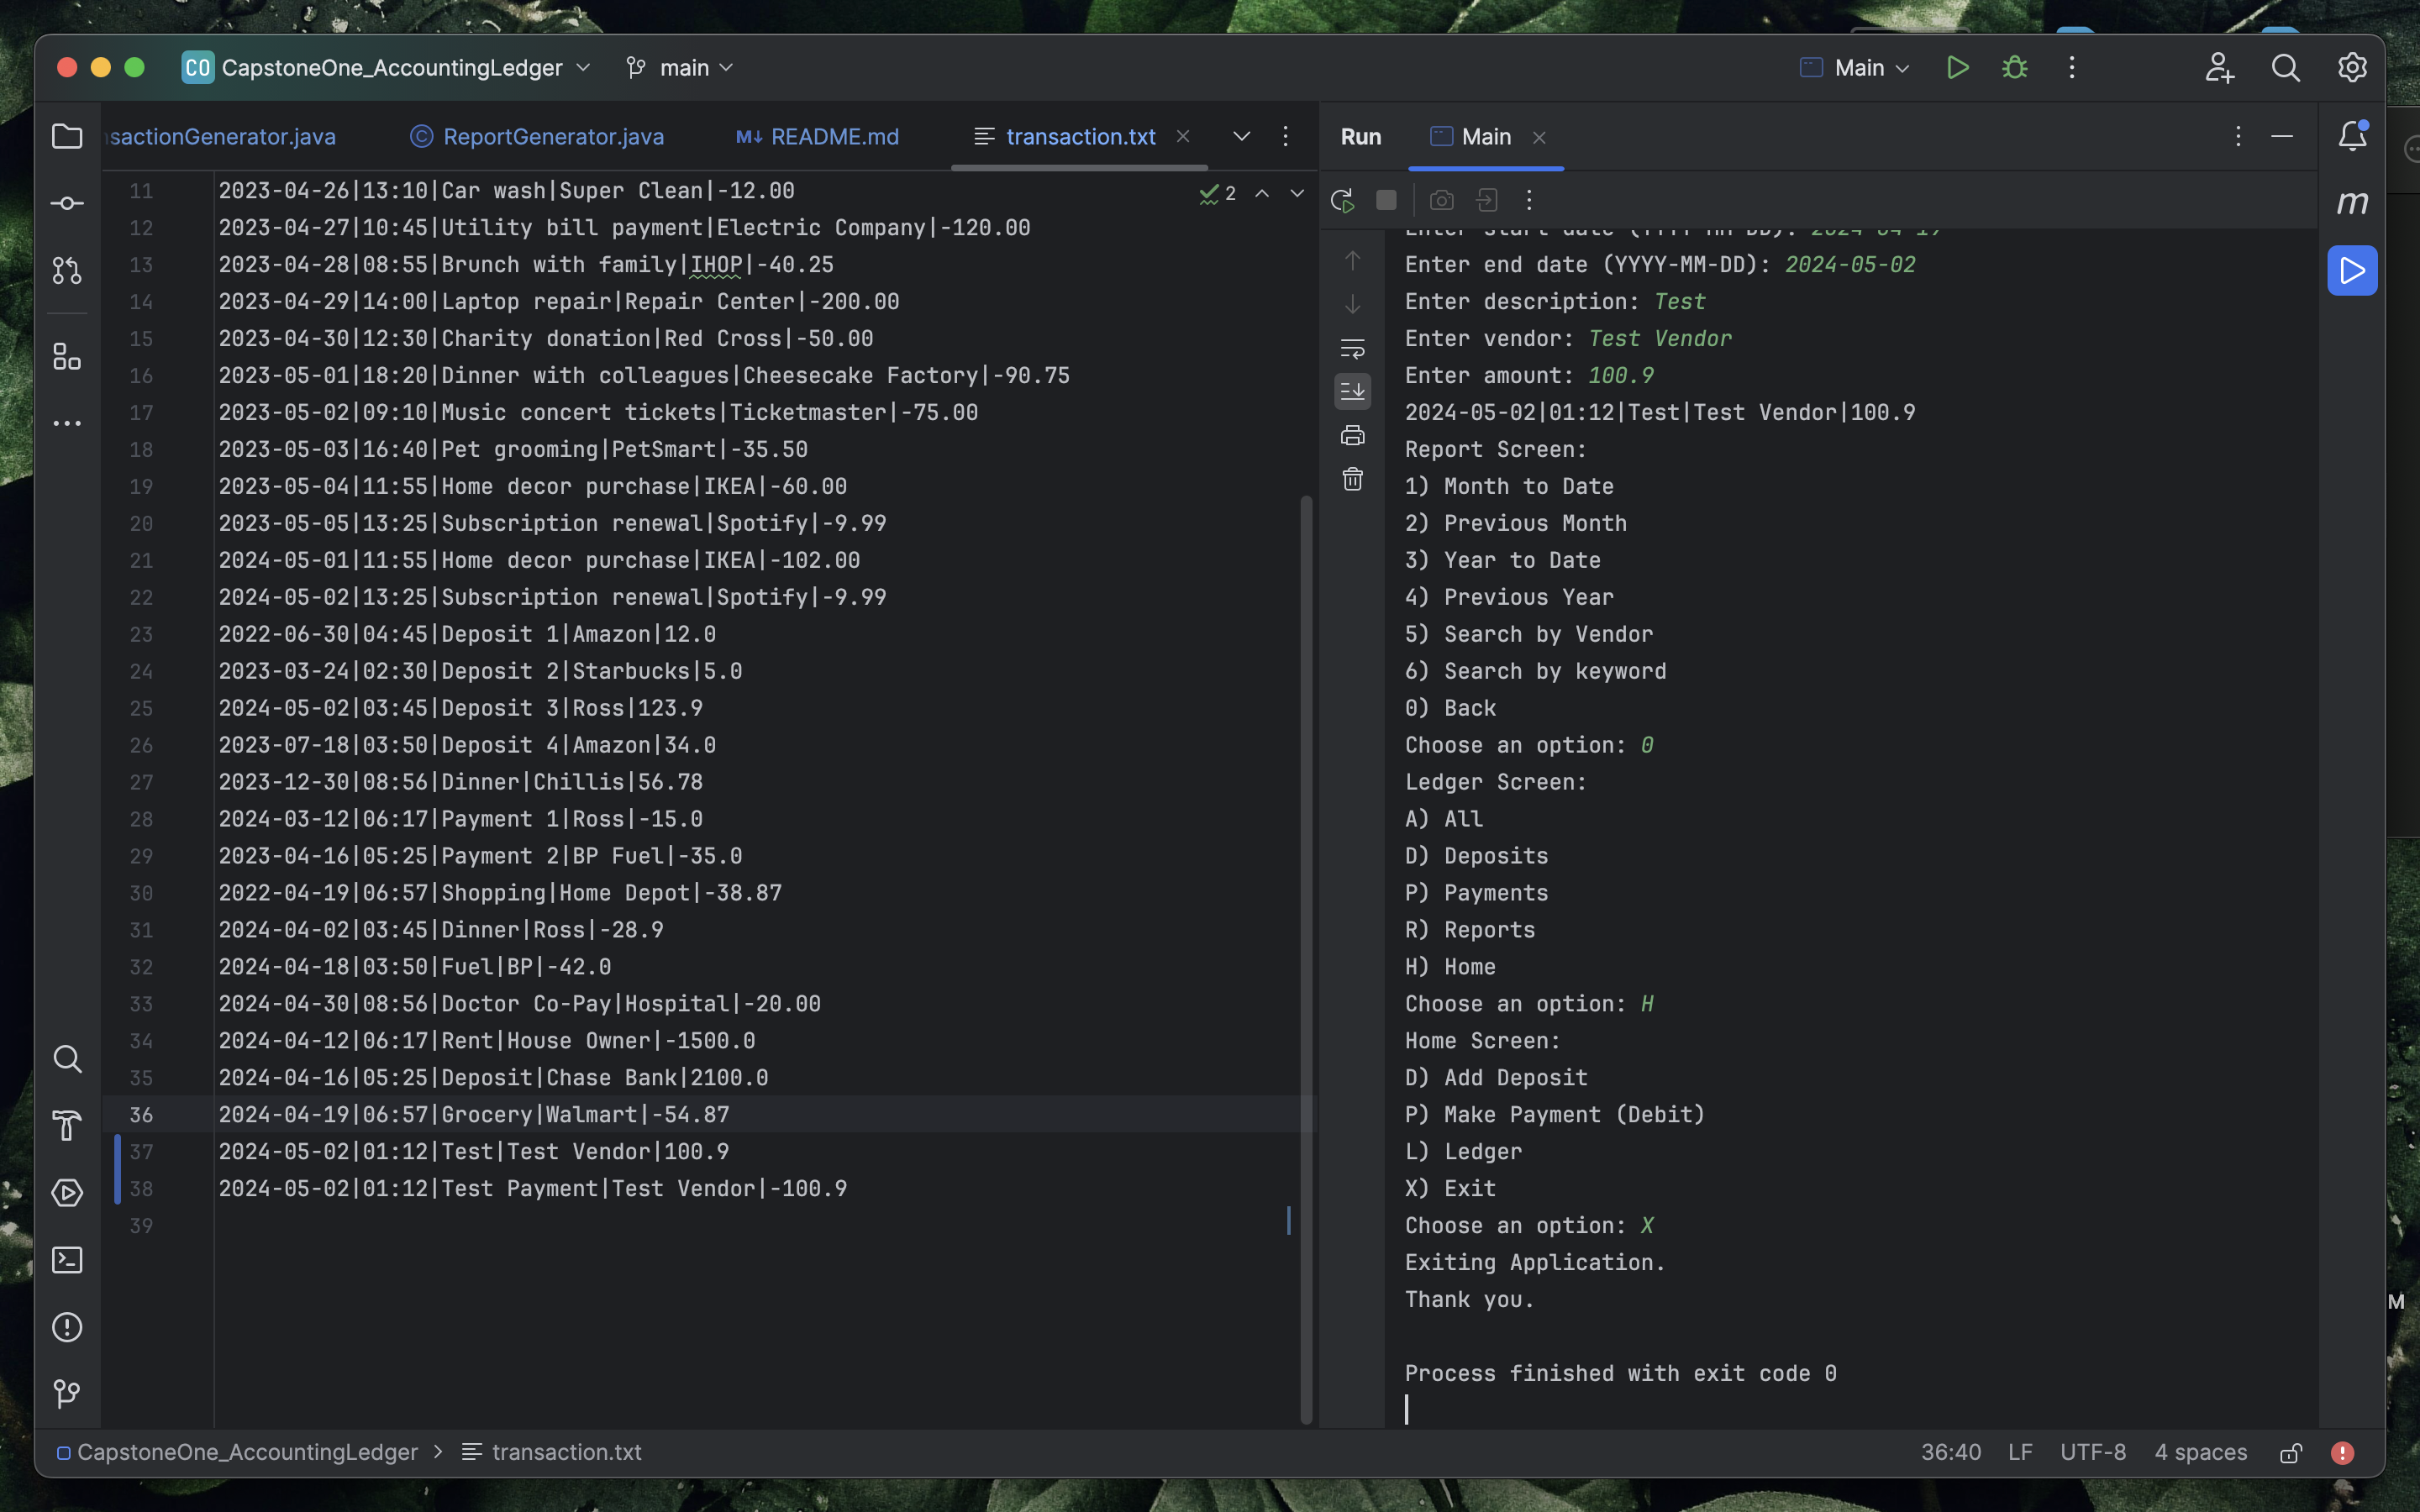 CO CapstoneOne_AccountingLedger main Main
sactionGenerator.java ReportGenerator.java M↓ README.md transaction.txt
11 2023-04-26|13:10|Car wash|Super Clean|-12.00
2
12 2023-04-27|10:45|Utility bill payment|Electric Company|-120.00
13 2023-04-28|08:55|Brunch with family|IHOP|-40.25
14 2023-04-29|14:00|Laptop repair|Repair Center|-200.00
15 2023-04-30|12:30|Charity donation|Red Cross|-50.00
16 2023-05-01|18:20|Dinner with colleagues|Cheesecake Factory|-90.75
17 2023-05-02|09:10|Music concert tickets|Ticketmaster|-75.00
18 2023-05-03|16:40|Pet grooming|PetSmart|-35.50
19 2023-05-04|11:55|Home decor purchase|IKEA|-60.00
20 2023-05-05|13:25|Subscription renewal|Spotify|-9.99
21 2024-05-01|11:55|Home decor purchase|IKEA|-102.00
22 2024-05-02|13:25|Subscription renewal|Spotify|-9.99
23 2022-06-30|04:45|Deposit 1|Amazon|12.0
24 2023-03-24|02:30|Deposit 2|Starbucks|5.0
25 2024-05-02|03:45|Deposit 3|Ross|123.9
26 2023-07-18|03:50|Deposit 4|Amazon|34.0
27 2023-12-30|08:56|Dinner|Chillis|56.78
28 2024-03-12|06:17|Payment 1|Ross|-15.0
29 2023-04-16|05:25|Payment 2|BP Fuel|-35.0
30 2022-04-19|06:57|Shopping|Home Depot|-38.87
31 2024-04-02|03:45|Dinner|Ross|-28.9
32 2024-04-18|03:50|Fuel|BP|-42.0
33 2024-04-30|08:56|Doctor Co-Pay|Hospital|-20.00
34 2024-04-12|06:17|Rent|House Owner|-1500.0
35 2024-04-16|05:25|Deposit|Chase Bank|2100.0
36 2024-04-19|06:57|Grocery|Walmart|-54.87
37 2024-05-02|01:12|Test|Test Vendor|100.9
38 2024-05-02|01:12|Test Payment|Test Vendor|-100.9
39
Run Main
Enter start date (YYYY-MM-DD): 2024-04-19
Enter end date (YYYY-MM-DD): 2024-05-02
Enter description: Test
Enter vendor: Test Vendor
Enter amount: 100.9
2024-05-02|01:12|Test|Test Vendor|100.9
Report Screen:
1) Month to Date
2) Previous Month
3) Year to Date
4) Previous Year
5) Search by Vendor
6) Search by keyword
0) Back
Choose an option: 0
Ledger Screen:
A) All
D) Deposits
P) Payments
R) Reports
H) Home
Choose an option: H
Home Screen:
D) Add Deposit
P) Make Payment (Debit)
L) Ledger
X) Exit
Choose an option: X
Exiting Application.
Thank you.
Process finished with exit code 0
m
M
CapstoneOne_AccountingLedger > transaction.txt
36:40 LF UTF-8 4 spaces